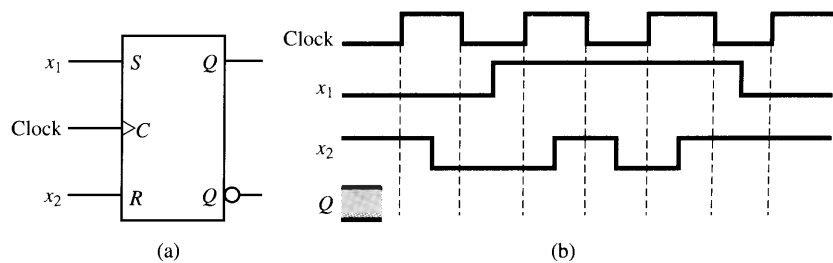 x₁ S Q
Clock C
x₂ R Q
(a)
Clock
x₁
x₂
Q
(b)